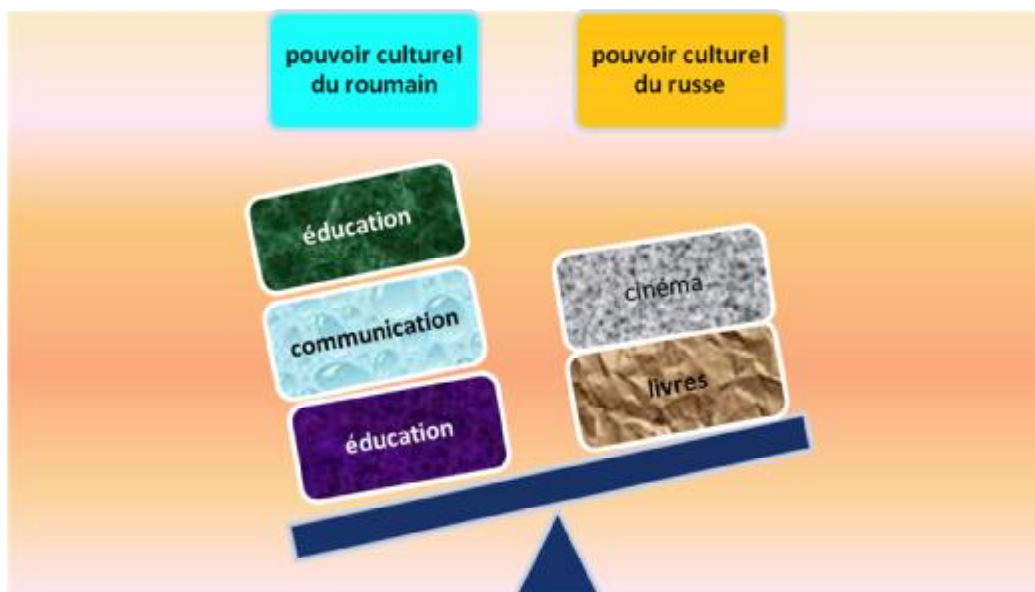 pouvoir culturel
du roumain
pouvoir culturel
du russe
éducation
communication
éducation
cinéma
livres